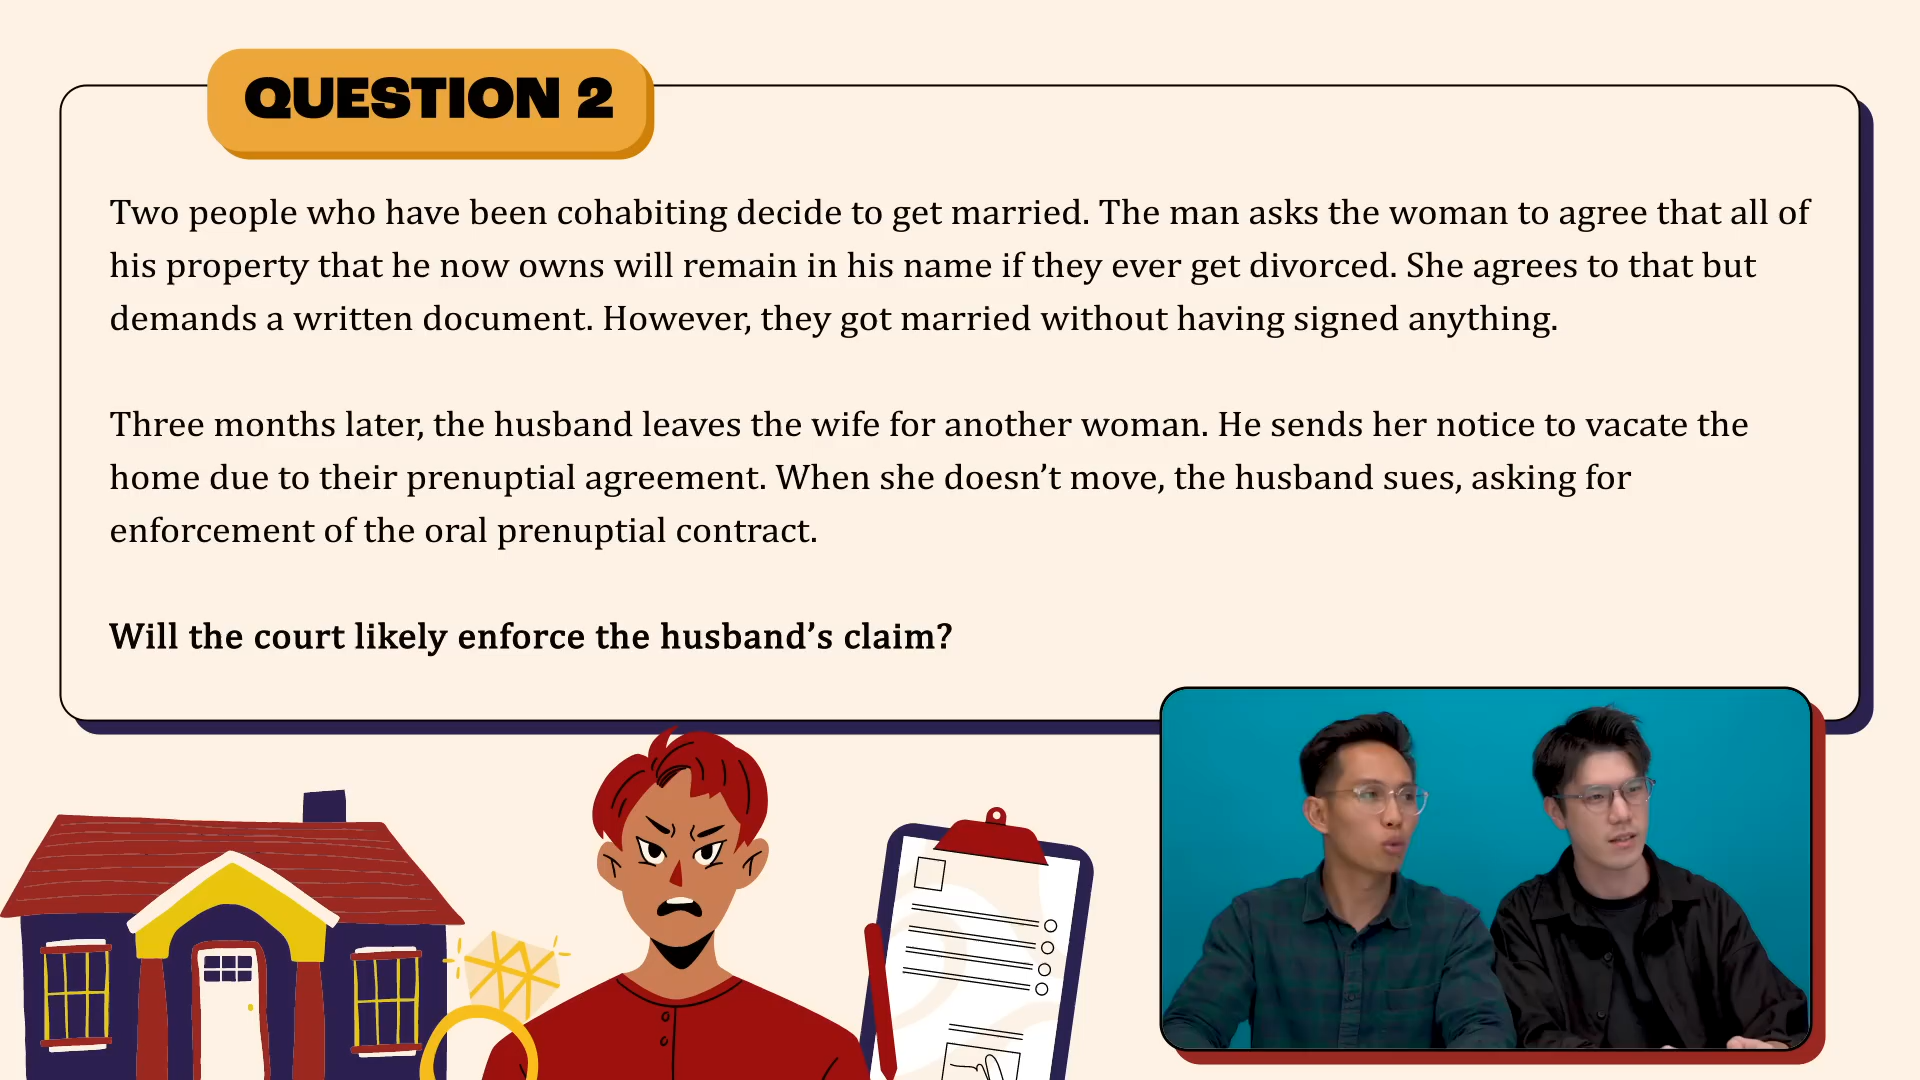 QUESTION 2
Two people who have been cohabiting decide to get married. The man asks the woman to agree that all of
his property that he now owns will remain in his name if they ever get divorced. She agrees to that but
demands a written document. However, they got married without having signed anything.
Three months later, the husband leaves the wife for another woman. He sends her notice to vacate the
home due to their prenuptial agreement. When she doesn’t move, the husband sues, asking for
enforcement of the oral prenuptial contract.
Will the court likely enforce the husband’s claim?